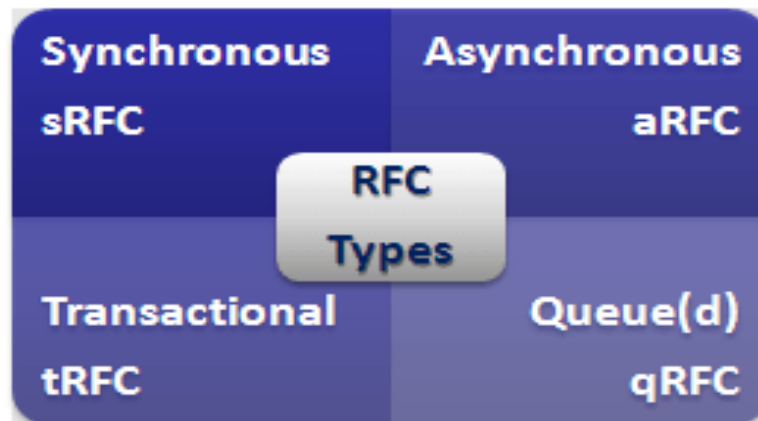 Synchronous
sRFC
Asynchronous
aRFC
RFC
Types
Transactional
tRFC
Queue(d)
qRFC